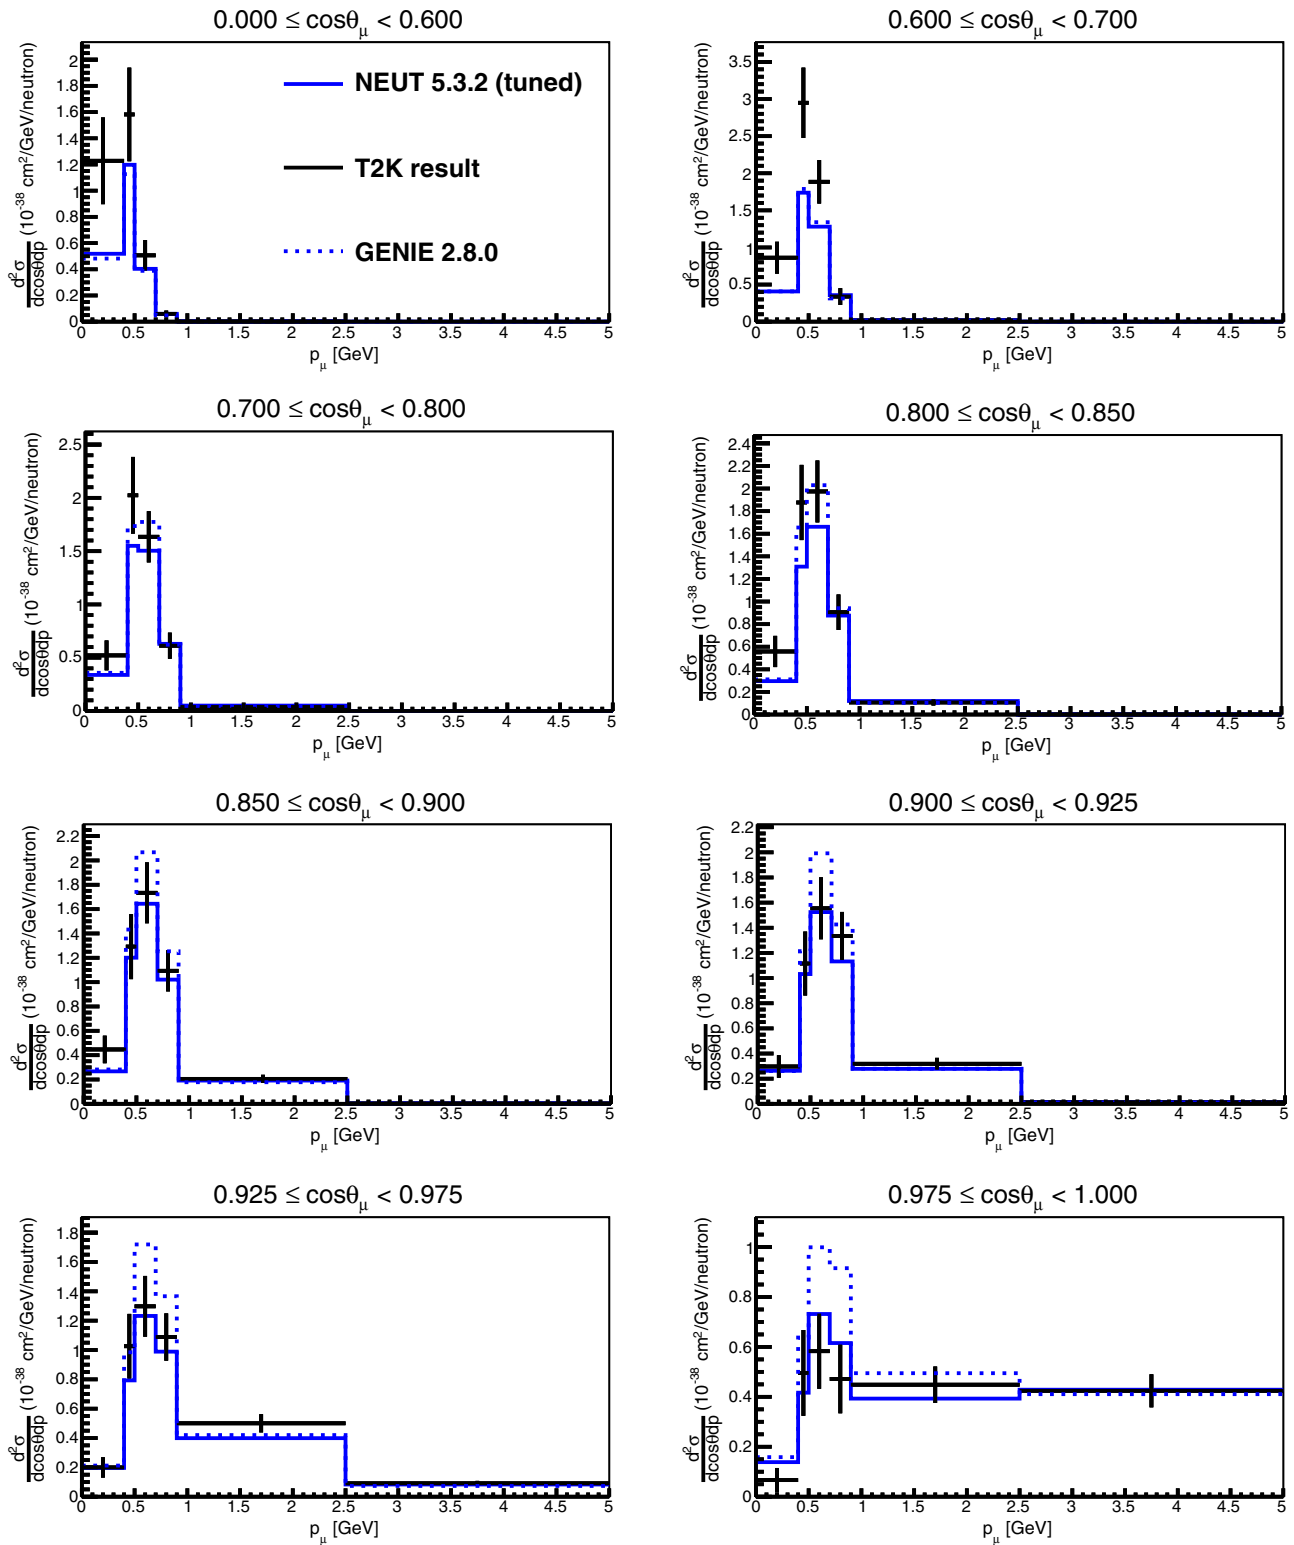 0.000 ≤ cosθμ < 0.600
d²σ/dcosθdp (10⁻³⁸ cm²/GeV/neutron)
2
1.8
1.6
1.4
1.2
1
0.8
0.6
0.4
0.2
0
NEUT 5.3.2 (tuned)
T2K result
GENIE 2.8.0
0 0.5 1 1.5 2 2.5 3 3.5 4 4.5 5
pμ [GeV]
0.600 ≤ cosθμ < 0.700
d²σ/dcosθdp (10⁻³⁸ cm²/GeV/neutron)
3.5
3
2.5
2
1.5
1
0.5
0
0 0.5 1 1.5 2 2.5 3 3.5 4 4.5 5
pμ [GeV]
0.700 ≤ cosθμ < 0.800
d²σ/dcosθdp (10⁻³⁸ cm²/GeV/neutron)
2.5
2
1.5
1
0.5
0
0 0.5 1 1.5 2 2.5 3 3.5 4 4.5 5
pμ [GeV]
0.800 ≤ cosθμ < 0.850
d²σ/dcosθdp (10⁻³⁸ cm²/GeV/neutron)
2.4
2.2
2
1.8
1.6
1.4
1.2
1
0.8
0.6
0.4
0.2
0
0 0.5 1 1.5 2 2.5 3 3.5 4 4.5 5
pμ [GeV]
0.850 ≤ cosθμ < 0.900
d²σ/dcosθdp (10⁻³⁸ cm²/GeV/neutron)
2.2
2
1.8
1.6
1.4
1.2
1
0.8
0.6
0.4
0.2
0
0 0.5 1 1.5 2 2.5 3 3.5 4 4.5 5
pμ [GeV]
0.900 ≤ cosθμ < 0.925
d²σ/dcosθdp (10⁻³⁸ cm²/GeV/neutron)
2.2
2
1.8
1.6
1.4
1.2
1
0.8
0.6
0.4
0.2
0
0 0.5 1 1.5 2 2.5 3 3.5 4 4.5 5
pμ [GeV]
0.925 ≤ cosθμ < 0.975
d²σ/dcosθdp (10⁻³⁸ cm²/GeV/neutron)
1.8
1.6
1.4
1.2
1
0.8
0.6
0.4
0.2
0
0 0.5 1 1.5 2 2.5 3 3.5 4 4.5 5
pμ [GeV]
0.975 ≤ cosθμ < 1.000
d²σ/dcosθdp (10⁻³⁸ cm²/GeV/neutron)
1
0.8
0.6
0.4
0.2
0
0 0.5 1 1.5 2 2.5 3 3.5 4 4.5 5
pμ [GeV]